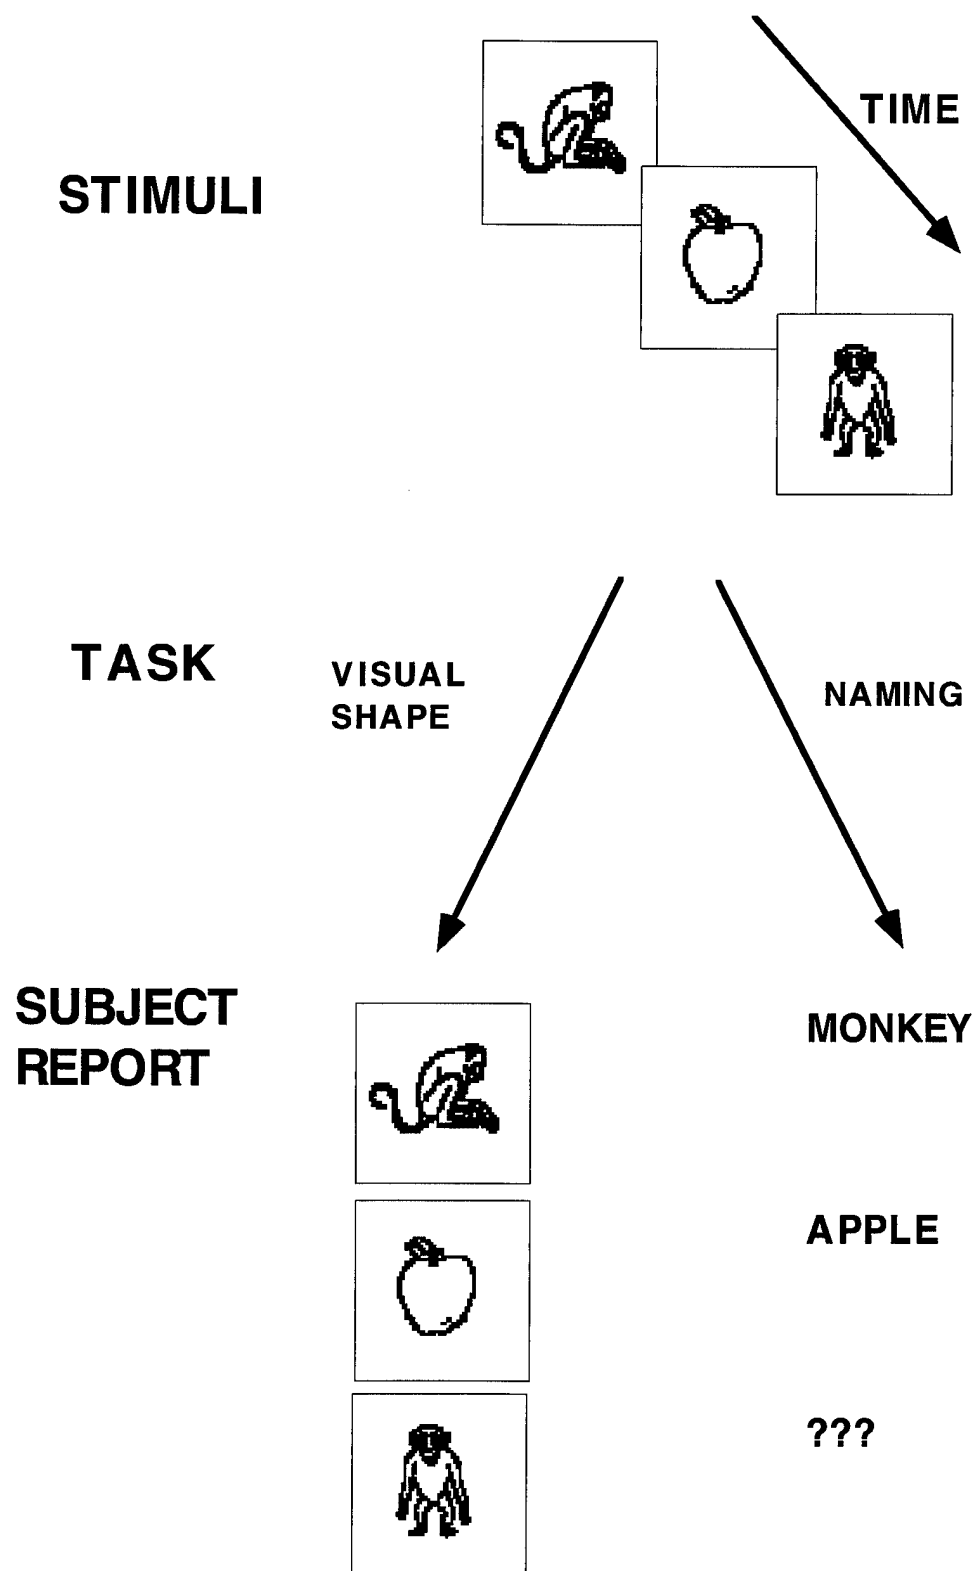 TIME
STIMULI
TASK
VISUAL
SHAPE
NAMING
SUBJECT
REPORT
MONKEY
APPLE
???